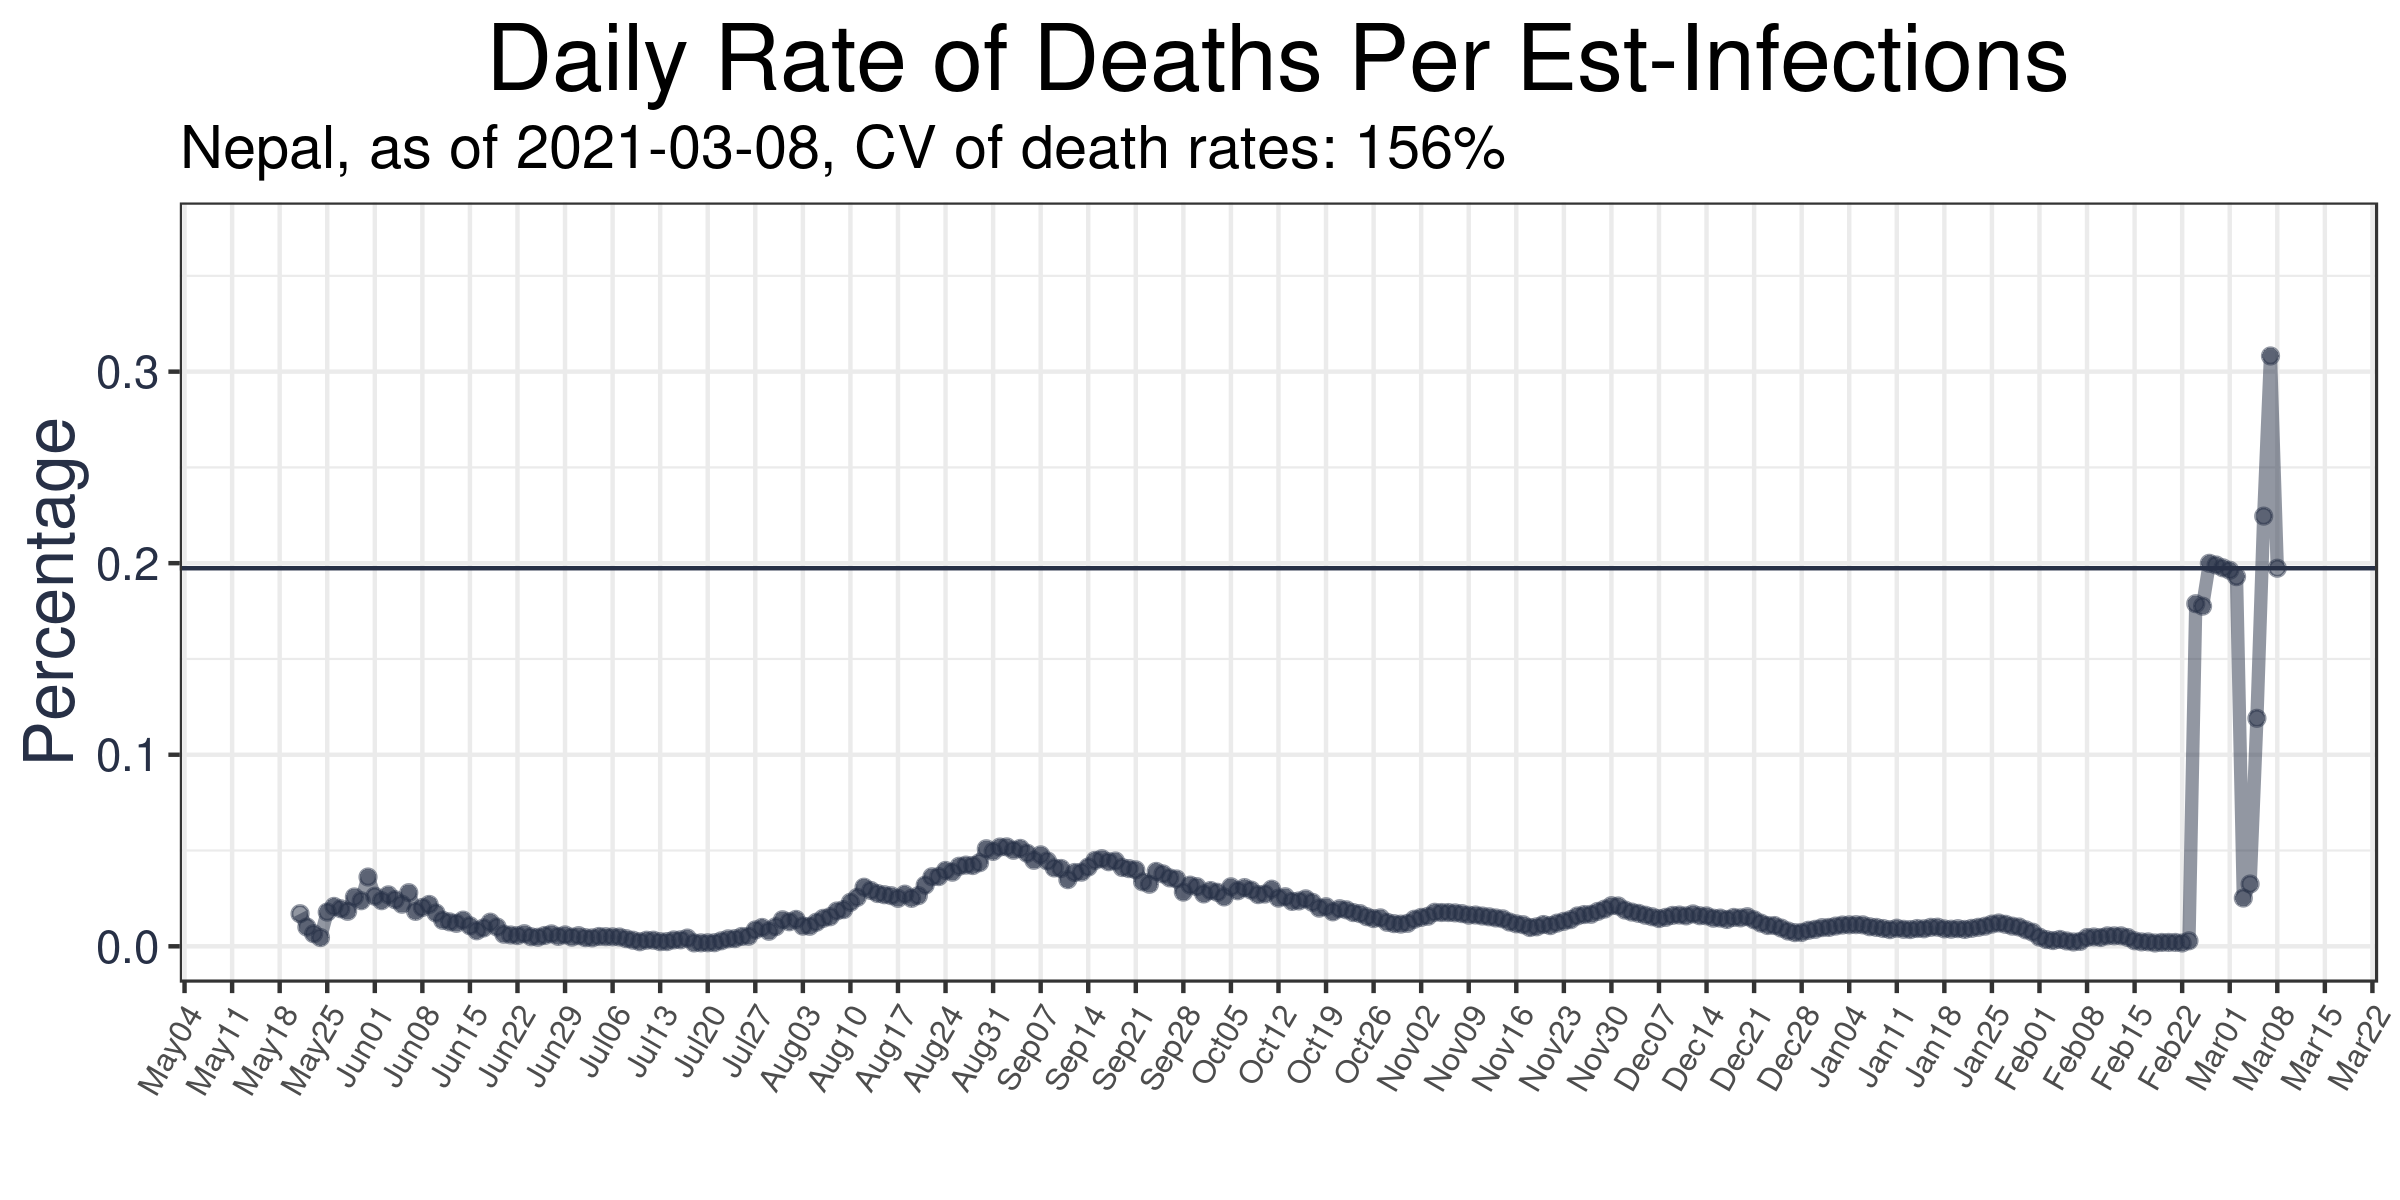 Daily Rate of Deaths Per Est-Infections
Nepal, as of 2021-03-08, CV of death rates: 156%
Percentage
0.3
0.2
0.1
0.0
May04
May11
May18
May25
Jun01
Jun08
Jun15
Jun22
Jun29
Jul06
Jul13
Jul20
Jul27
Aug03
Aug10
Aug17
Aug24
Aug31
Sep07
Sep14
Sep21
Sep28
Oct05
Oct12
Oct19
Oct26
Nov02
Nov09
Nov16
Nov23
Nov30
Dec07
Dec14
Dec21
Dec28
Jan04
Jan11
Jan18
Jan25
Feb01
Feb08
Feb15
Feb22
Mar01
Mar08
Mar15
Mar22